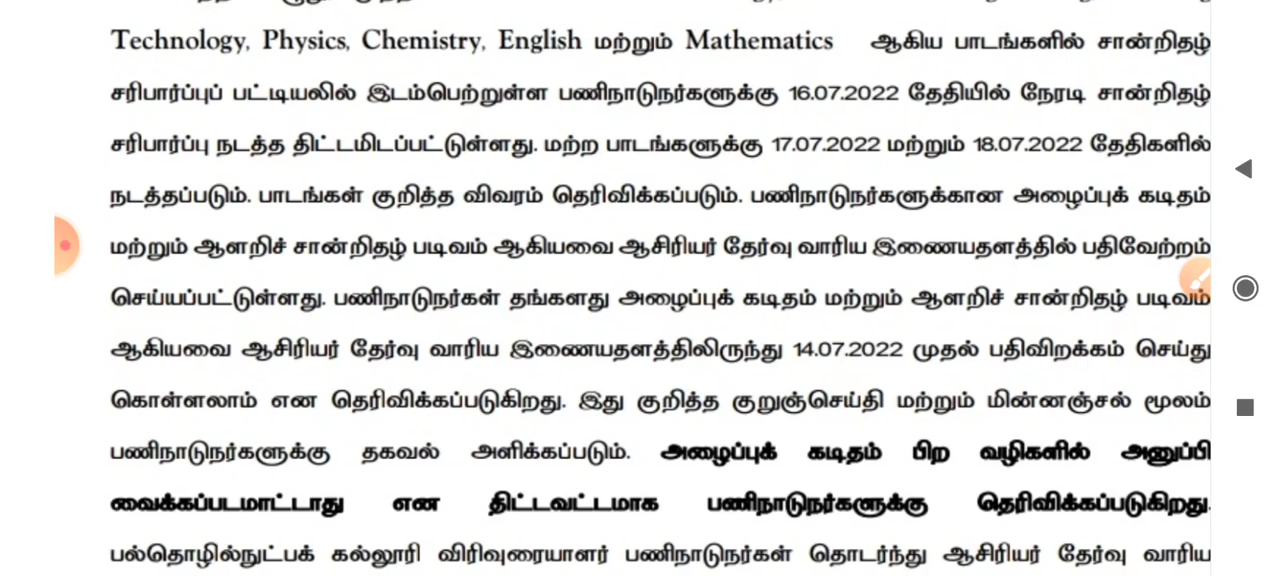 Technology, Physics, Chemistry, English மற்றும் Mathematics ஆகிய பாடங்களில் சான்றிதழ்
சரிபார்ப்புப் பட்டியலில் இடம்பெற்றுள்ள பணிநாடுநர்களுக்கு 16.07.2022 தேதியில் நேரடி சான்றிதழ்
சரிபார்ப்பு நடத்த திட்டமிடப்பட்டுள்ளது. மற்ற பாடங்களுக்கு 17.07.2022 மற்றும் 18.07.2022 தேதிகளில்
நடத்தப்படும். பாடங்கள் குறித்த விவரம் தெரிவிக்கப்படும். பணிநாடுநர்களுக்கான அழைப்புக் கடிதம்
மற்றும் ஆளறிச் சான்றிதழ் படிவம் ஆகியவை ஆசிரியர் தேர்வு வாரிய இணையதளத்தில் பதிவேற்றம்
செய்யப்பட்டுள்ளது. பணிநாடுநர்கள் தங்களது அழைப்புக் கடிதம் மற்றும் ஆளறிச் சான்றிதழ் படிவம்
ஆகியவை ஆசிரியர் தேர்வு வாரிய இணையதளத்திலிருந்து 14.07.2022 முதல் பதிவிறக்கம் செய்து
கொள்ளலாம் என தெரிவிக்கப்படுகிறது. இது குறித்த குறுஞ்செய்தி மற்றும் மின்னஞ்சல் மூலம்
பணிநாடுநர்களுக்கு தகவல் அளிக்கப்படும். அழைப்புக் கடிதம் பிற வழிகளில் அனுப்பி
வைக்கப்படமாட்டாது என திட்டவட்டமாக பணிநாடுநர்களுக்கு தெரிவிக்கப்படுகிறது.
பல்தொழில்நுட்பக் கல்லூரி விரிவுரையாளர் பணிநாடுநர்கள் தொடர்ந்து ஆசிரியர் தேர்வு வாரிய